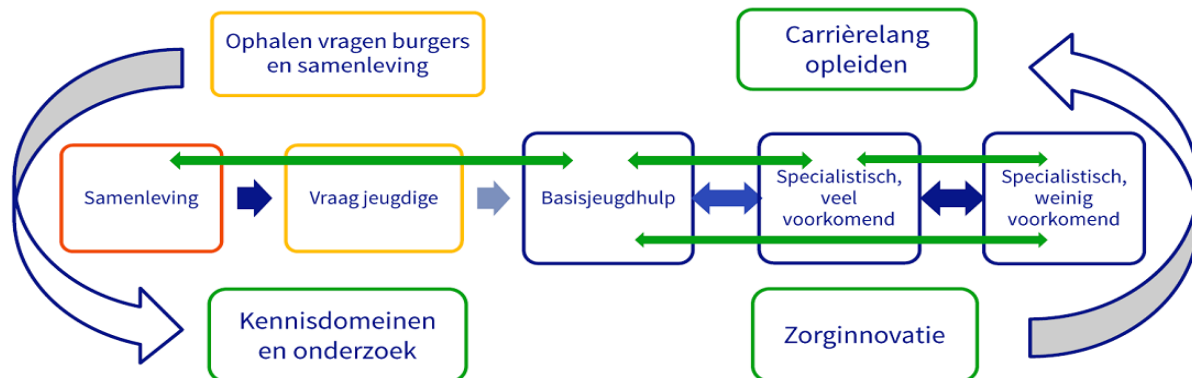 Ophalen vragen burgers
en samenleving
Carrièrelang
opleiden
Samenleving
Vraag jeugdige
Basisjeugdhulp
Specialistisch,
veel
voorkomend
Specialistisch,
weinig
voorkomend
Kennisdomeinen
en onderzoek
Zorginnovatie